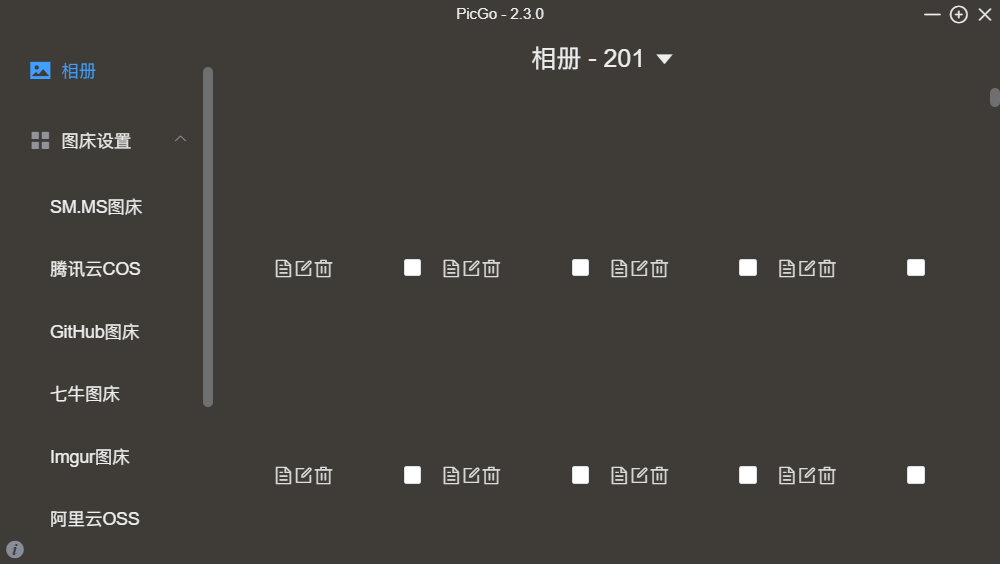 PicGo - 2.3.0
相册 - 201
相册
图床设置
SM.MS图床
腾讯云COS
GitHub图床
七牛图床
Imgur图床
阿里云OSS